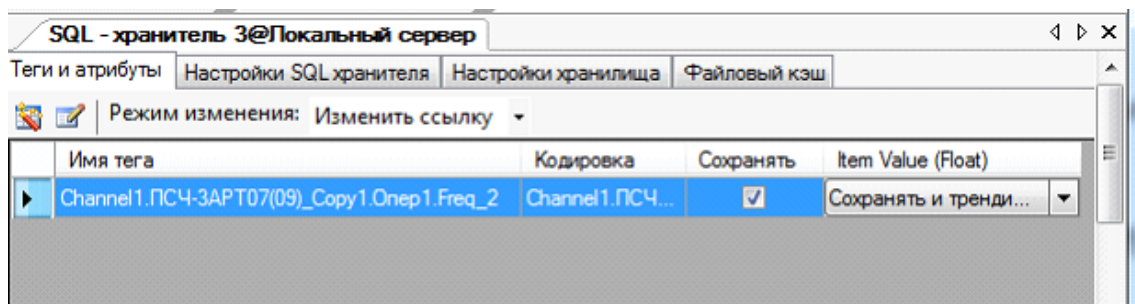 SQL - хранитель 3@Локальный сервер
Теги и атрибуты Настройки SQL хранителя Настройки хранилища Файловый кэш
Режим изменения: Изменить ссылку
Имя тега Кодировка Сохранять Item Value (Float)
Channel1.ПСЧ-3АРТ07(09)_Copy1.Опер1.Freq_2 Channel1.ПСЧ... Сохранять и тренди...